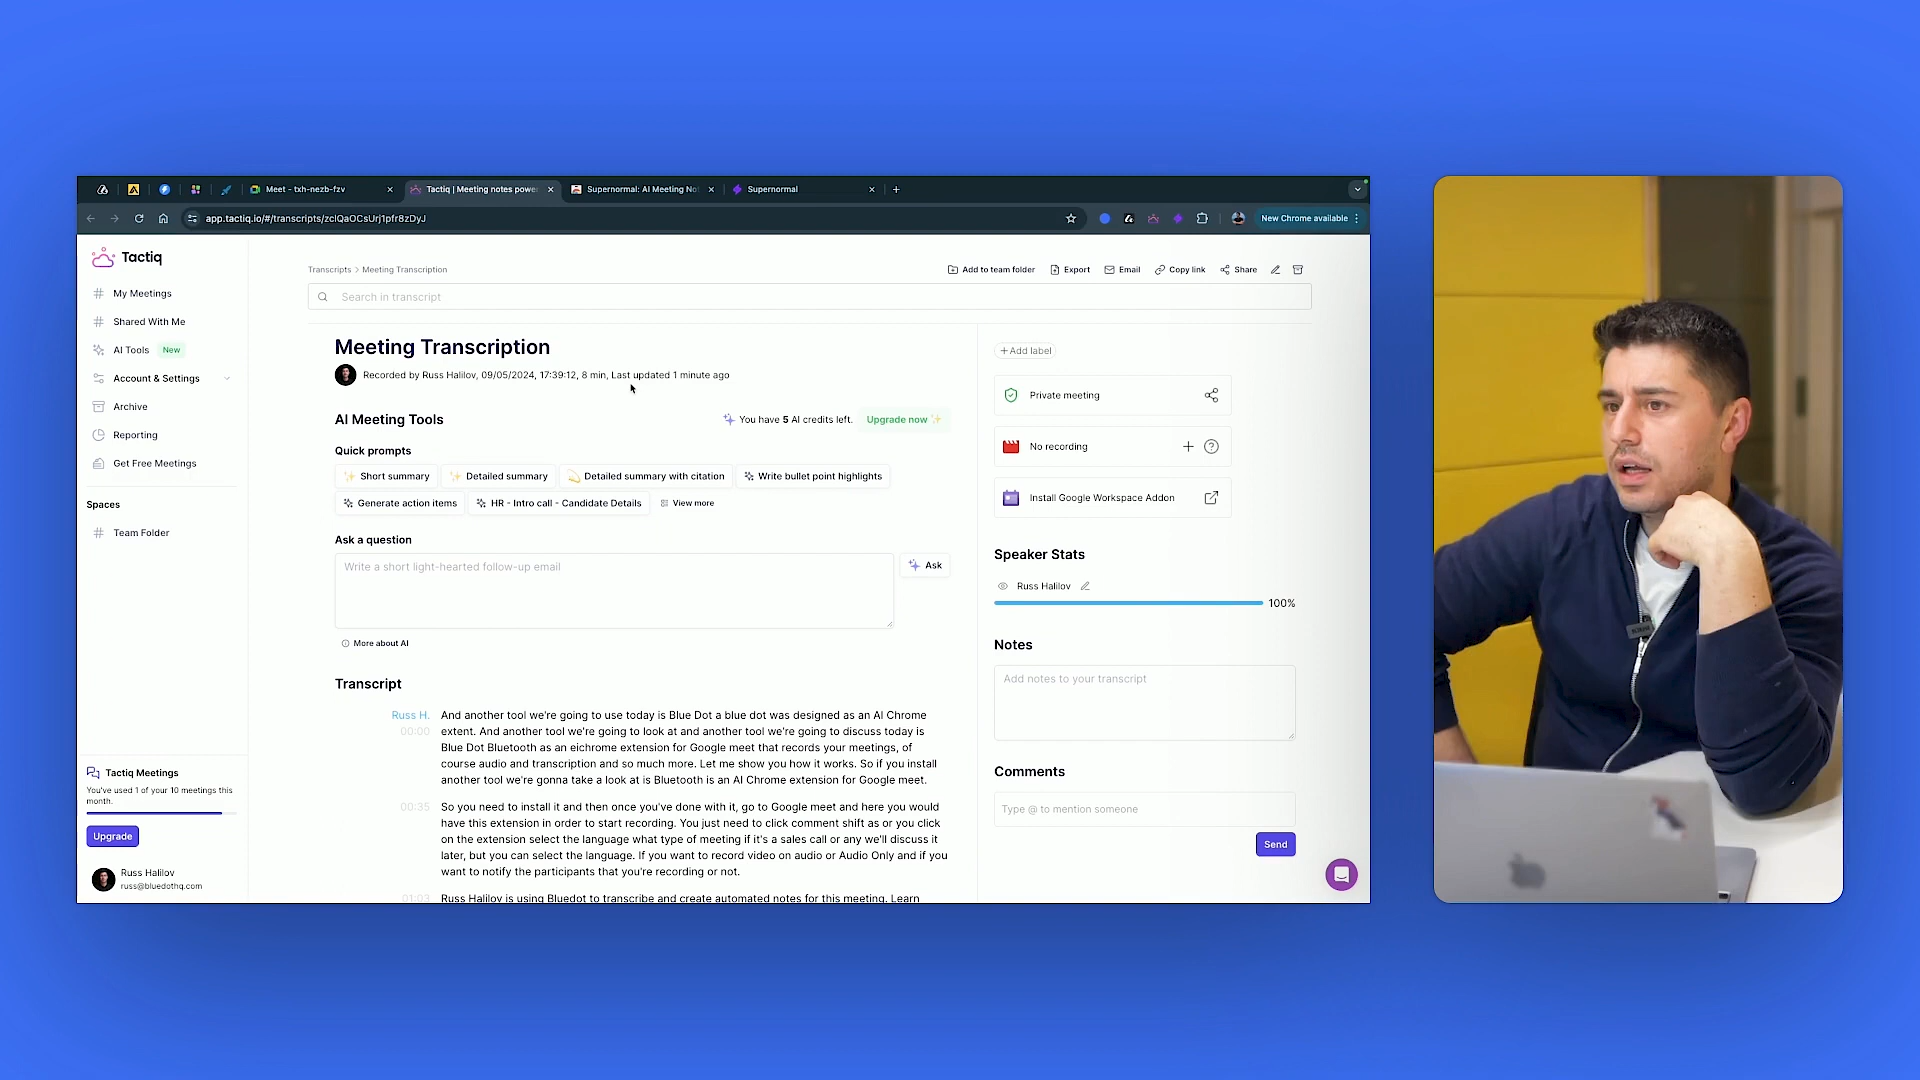 Meet - txh-nezb-fzv
Tactiq | Meeting notes power
Supernormal: AI Meeting No
Supernormal
app.tactiq.io/#/transcripts/zclQaOCsUrj1pfr8zDyJ
New Chrome available
Tactiq
My Meetings
Shared With Me
AI Tools New
Account & Settings
Archive
Reporting
Get Free Meetings
Spaces
Team Folder
Tactiq Meetings
You've used 1 of your 10 meetings this
month.
Upgrade
Russ Halilov
russ@bluedothq.com
Transcripts > Meeting Transcription
Add to team folder Export Email Copy link Share
Search in transcript
Meeting Transcription
Recorded by Russ Halilov, 09/05/2024, 17:39:12, 8 min, Last updated 1 minute ago
AI Meeting Tools
You have 5 AI credits left. Upgrade now
Quick prompts
Short summary Detailed summary Detailed summary with citation Write bullet point highlights
Generate action items HR - Intro call - Candidate Details View more
Ask a question
Write a short light-hearted follow-up email
Ask
More about AI
Transcript
Russ H.
00:00
And another tool we're going to use today is Blue Dot a blue dot was designed as an AI Chrome
extent. And another tool we're going to look at and another tool we're going to discuss today is
Blue Dot Bluetooth as an eichrome extension for Google meet that records your meetings, of
course audio and transcription and so much more. Let me show you how it works. So if you install
another tool we're gonna take a look at is Bluetooth is an AI Chrome extension for Google meet.
00:35
So you need to install it and then once you've done with it, go to Google meet and here you would
have this extension in order to start recording. You just need to click comment shift as or you click
on the extension select the language what type of meeting if it's a sales call or any we'll discuss it
later, but you can select the language. If you want to record video on audio or Audio Only and if you
want to notify the participants that you're recording or not.
01:03
Russ Halilov is using Bluedot to transcribe and create automated notes for this meeting. Learn
+ Add label
Private meeting
No recording
Install Google Workspace Addon
Speaker Stats
Russ Halilov
100%
Notes
Add notes to your transcript
Comments
Type @ to mention someone
Send